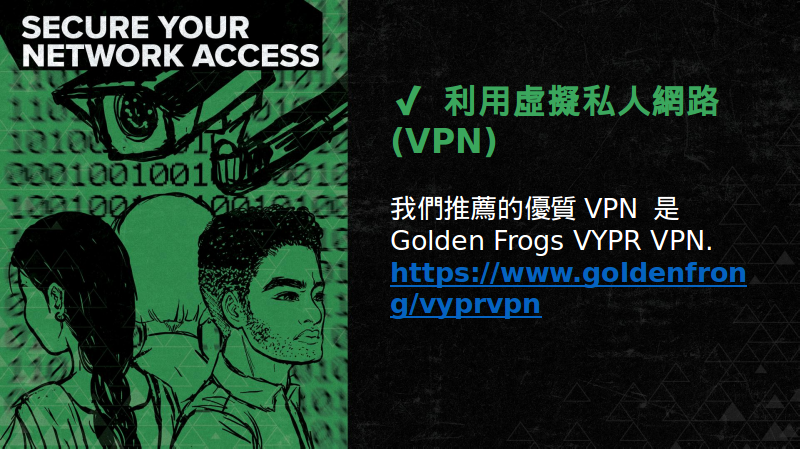 SECURE YOUR
NETWORK ACCESS
✓ 利用虛擬私人網路
(VPN)
我們推薦的優質 VPN 是
Golden Frogs VYPR VPN.
https://www.goldenfron
g/vyprvpn